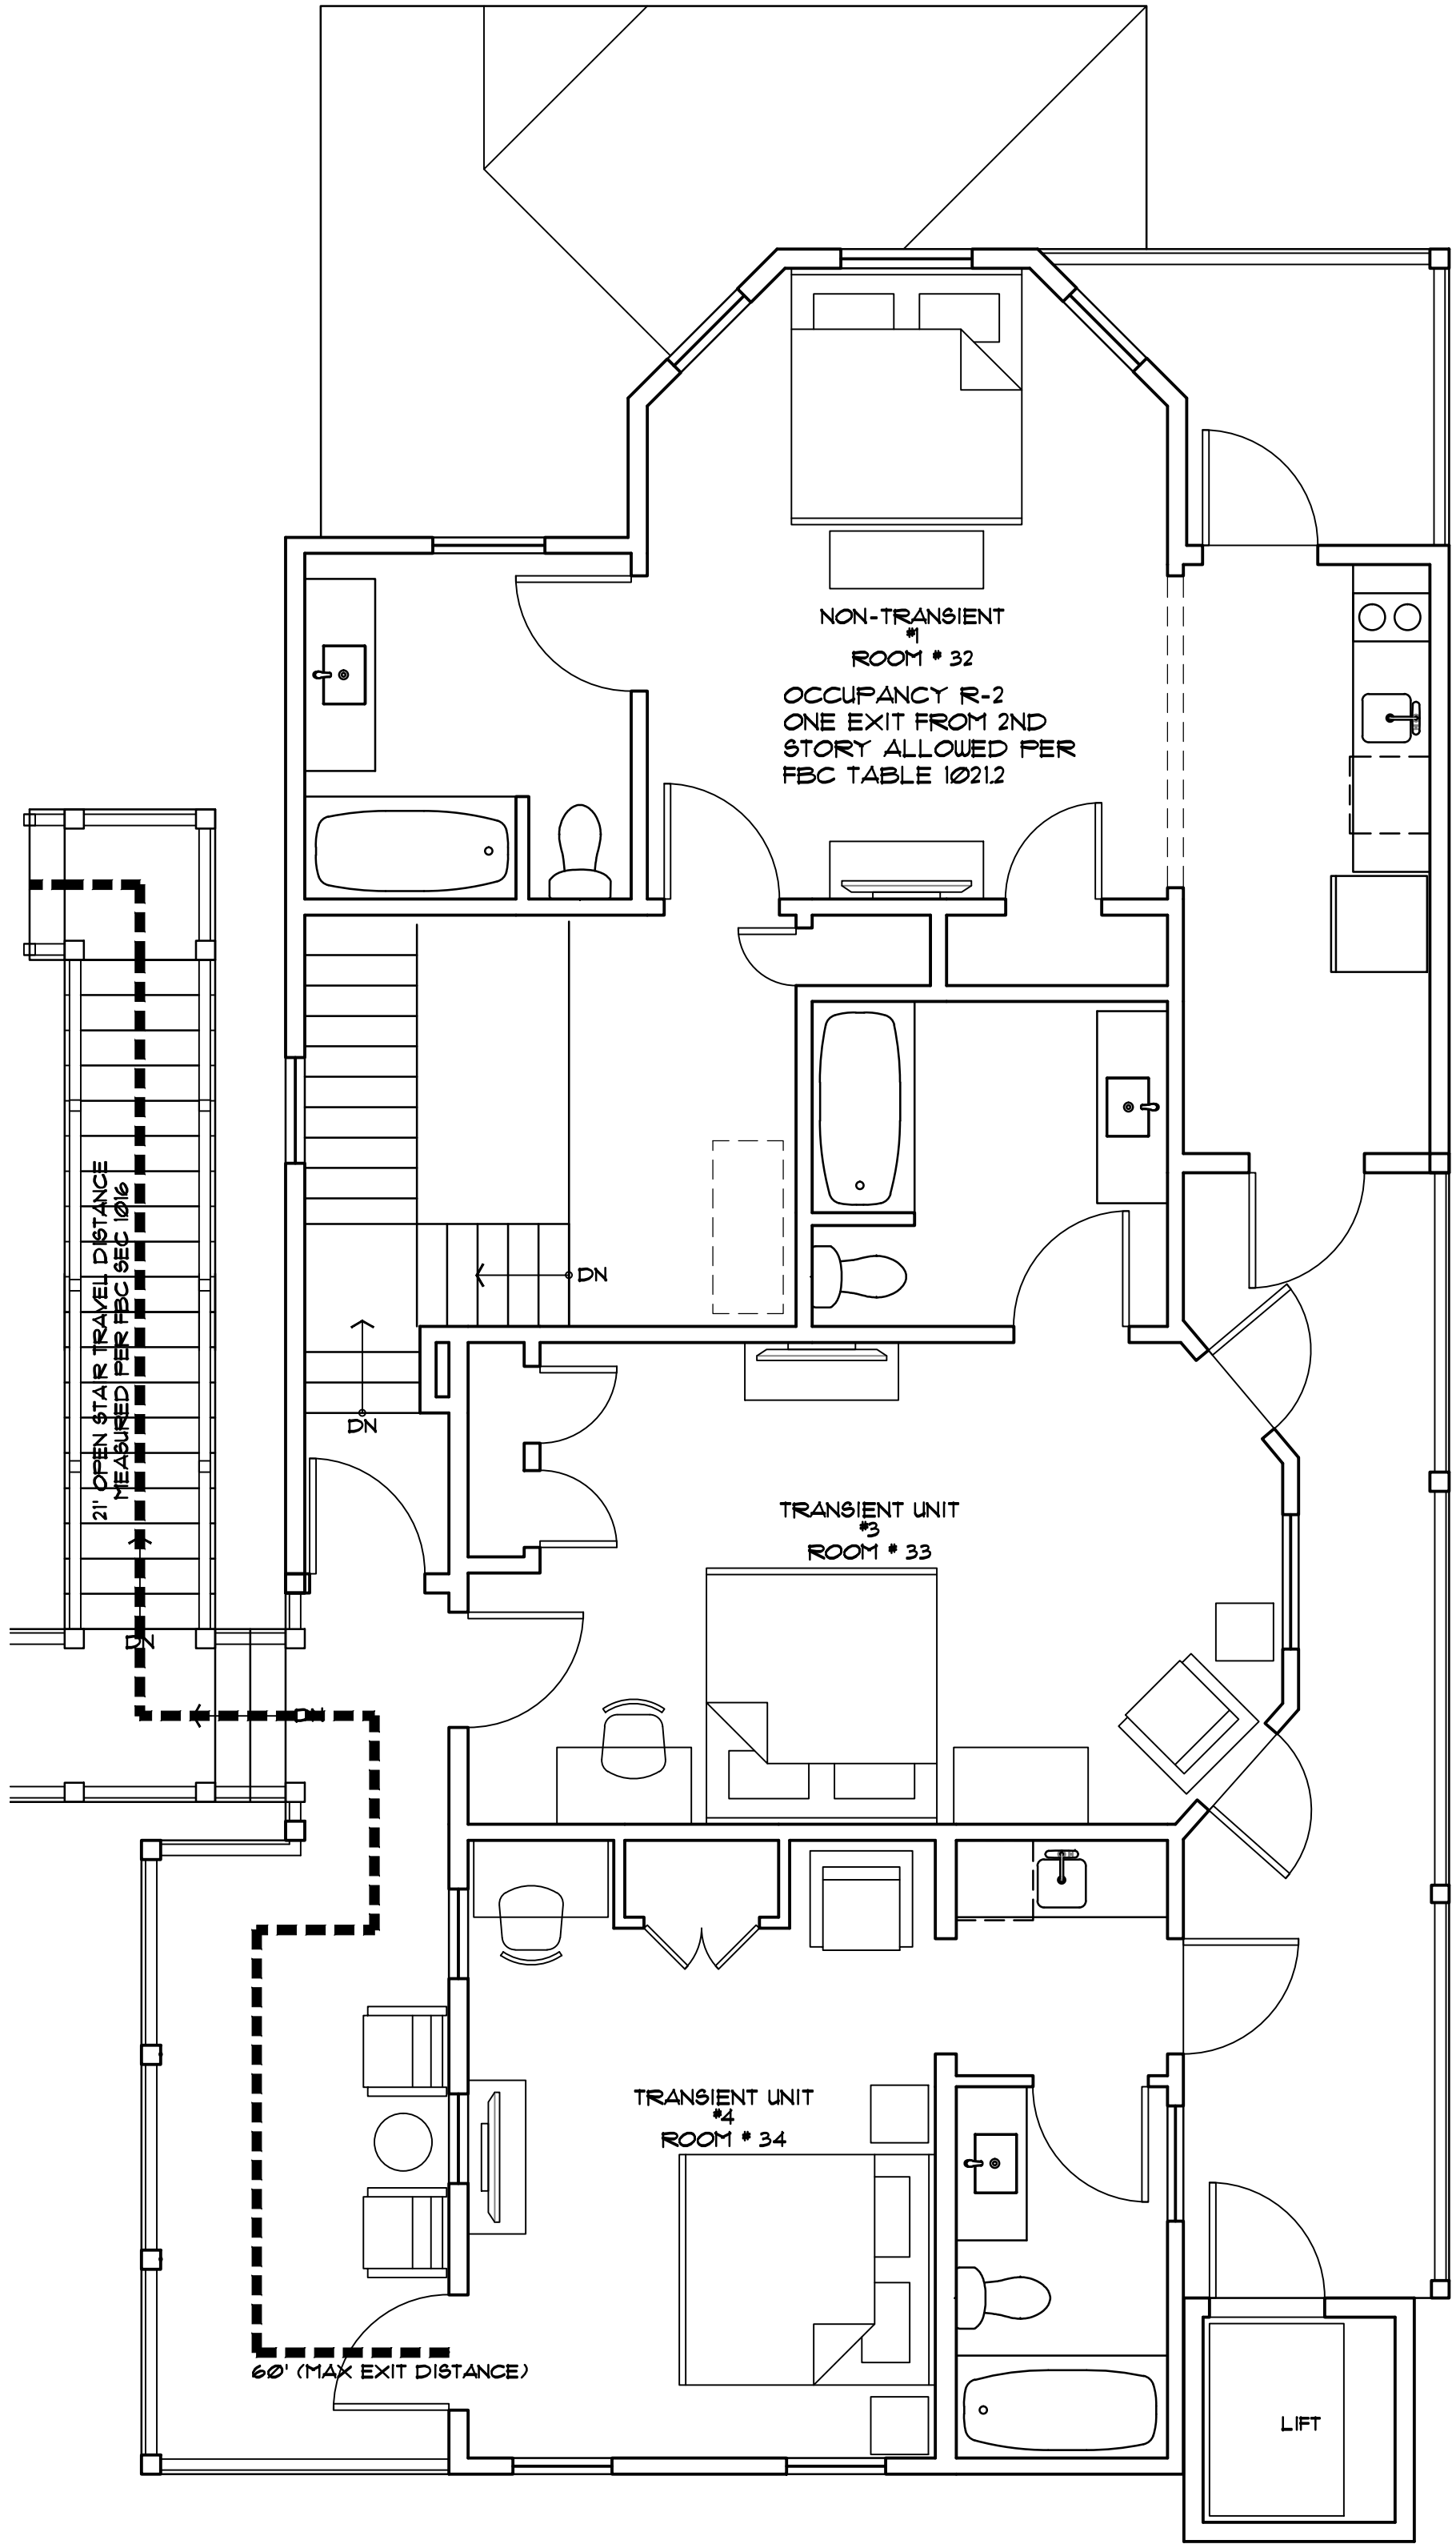 NON-TRANSIENT
#1
ROOM # 32
OCCUPANCY R-2
ONE EXIT FROM 2ND
STORY ALLOWED PER
FBC TABLE 1021.2
21' OPEN STAIR TRAVEL DISTANCE
MEASURED PER FBC SEC 1016
DN
DN
TRANSIENT UNIT
#3
ROOM # 33
DN
DN
TRANSIENT UNIT
#4
ROOM # 34
60' (MAX EXIT DISTANCE)
LIFT